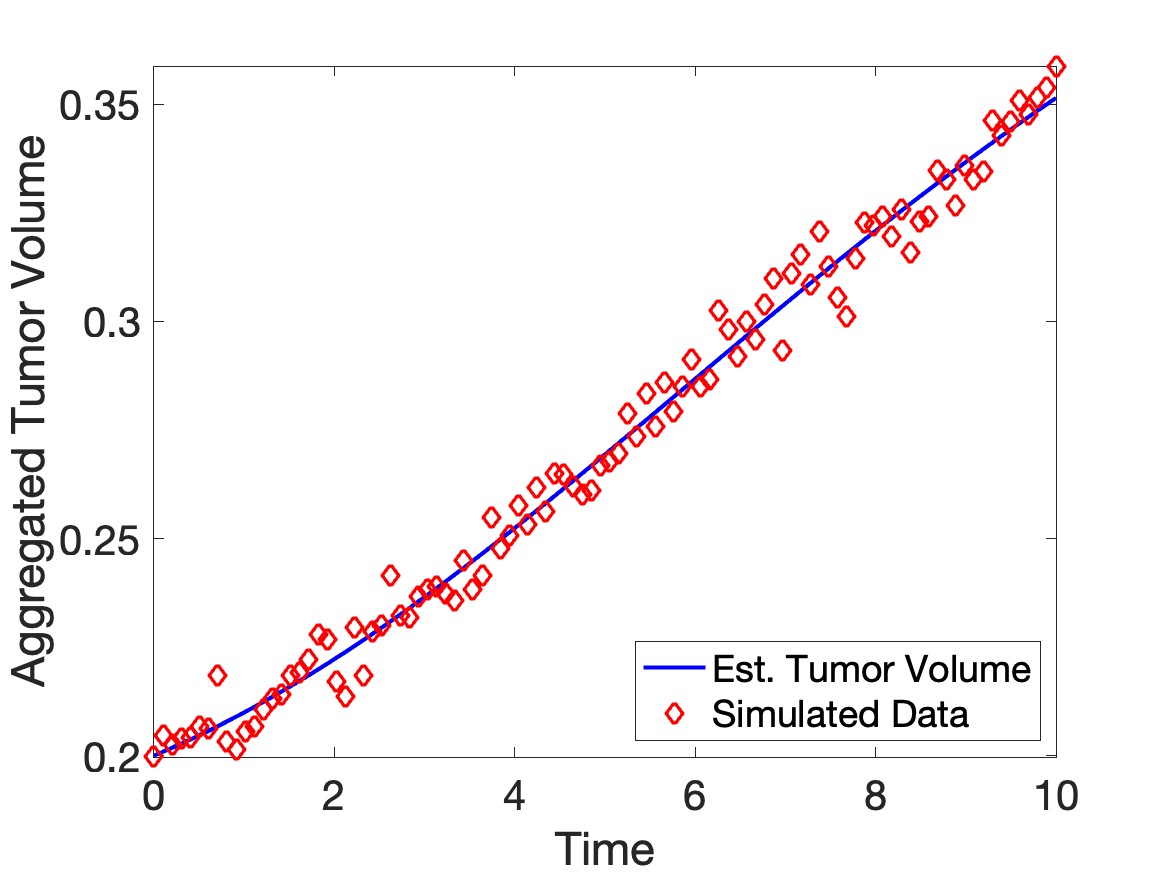 Aggregated Tumor Volume
0.35
0.3
0.25
0.2
0 2 4 6 8 10
Time
Est. Tumor Volume
Simulated Data